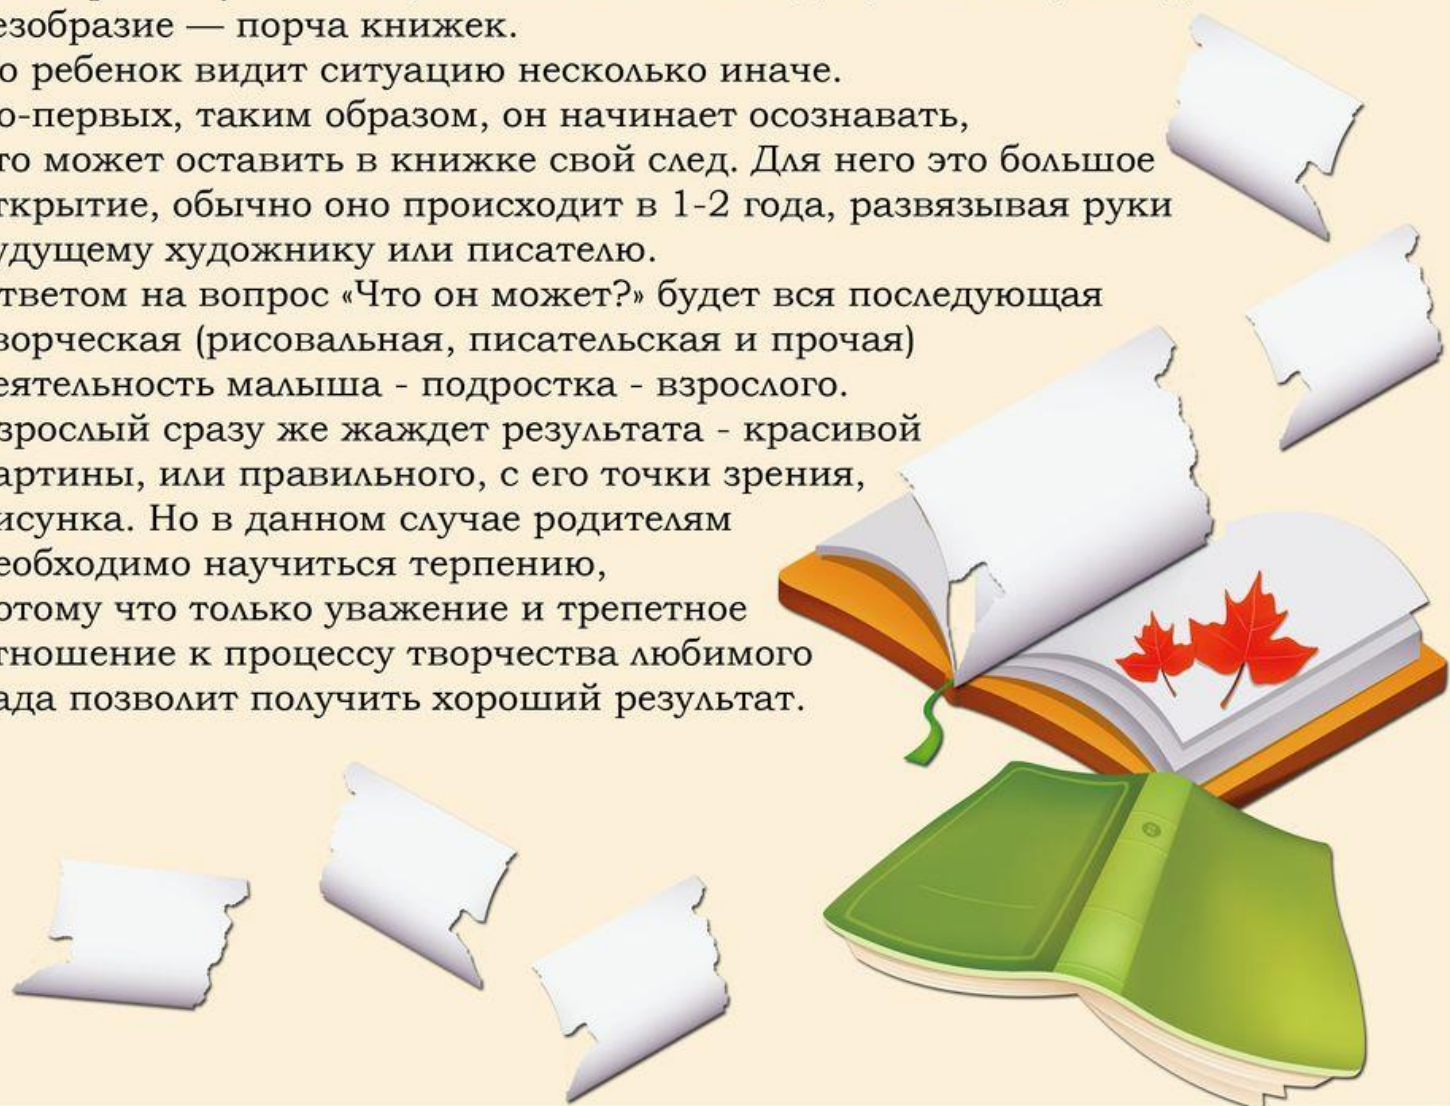 езобразие — порча книжек.
о ребенок видит ситуацию несколько иначе.
о-первых, таким образом, он начинает осознавать,
то может оставить в книжке свой след. Для него это большое
ткрытие, обычно оно происходит в 1-2 года, развязывая руки
удущему художнику или писателю.
тветом на вопрос «Что он может?» будет вся последующая
ворческая (рисовальная, писательская и прочая)
еятельность малыша - подростка - взрослого.
зрослый сразу же жаждет результата - красивой
артины, или правильного, с его точки зрения,
исунка. Но в данном случае родителям
еобходимо научиться терпению,
отому что только уважение и трепетное
тношение к процессу творчества любимого
ада позволит получить хороший результат.